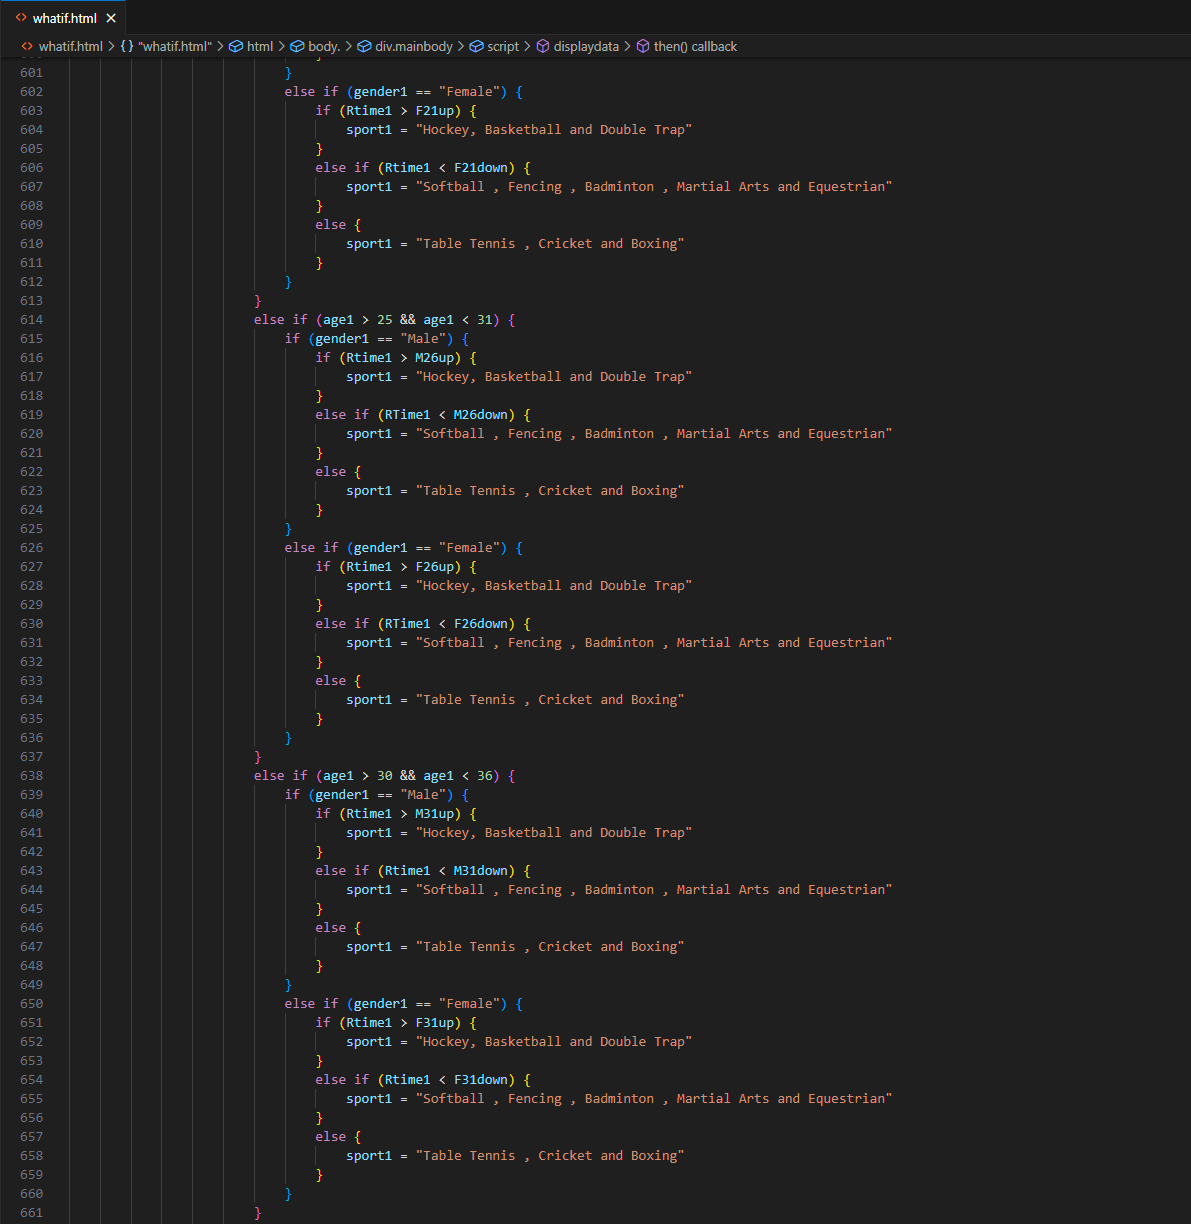 whatif.html
whatif.html > {} "whatif.html" > html > body. > div.mainbody > script > displaydata > then() callback
601 }
602 else if (gender1 == "Female") {
603 if (Rtime1 > F21up) {
604 sport1 = "Hockey, Basketball and Double Trap"
605 }
606 else if (Rtime1 < F21down) {
607 sport1 = "Softball , Fencing , Badminton , Martial Arts and Equestrian"
608 }
609 else {
610 sport1 = "Table Tennis , Cricket and Boxing"
611 }
612 }
613 }
614 else if (age1 > 25 && age1 < 31) {
615 if (gender1 == "Male") {
616 if (Rtime1 > M26up) {
617 sport1 = "Hockey, Basketball and Double Trap"
618 }
619 else if (RTime1 < M26down) {
620 sport1 = "Softball , Fencing , Badminton , Martial Arts and Equestrian"
621 }
622 else {
623 sport1 = "Table Tennis , Cricket and Boxing"
624 }
625 }
626 else if (gender1 == "Female") {
627 if (Rtime1 > F26up) {
628 sport1 = "Hockey, Basketball and Double Trap"
629 }
630 else if (RTime1 < F26down) {
631 sport1 = "Softball , Fencing , Badminton , Martial Arts and Equestrian"
632 }
633 else {
634 sport1 = "Table Tennis , Cricket and Boxing"
635 }
636 }
637 }
638 else if (age1 > 30 && age1 < 36) {
639 if (gender1 == "Male") {
640 if (Rtime1 > M31up) {
641 sport1 = "Hockey, Basketball and Double Trap"
642 }
643 else if (Rtime1 < M31down) {
644 sport1 = "Softball , Fencing , Badminton , Martial Arts and Equestrian"
645 }
646 else {
647 sport1 = "Table Tennis , Cricket and Boxing"
648 }
649 }
650 else if (gender1 == "Female") {
651 if (Rtime1 > F31up) {
652 sport1 = "Hockey, Basketball and Double Trap"
653 }
654 else if (Rtime1 < F31down) {
655 sport1 = "Softball , Fencing , Badminton , Martial Arts and Equestrian"
656 }
657 else {
658 sport1 = "Table Tennis , Cricket and Boxing"
659 }
660 }
661 }